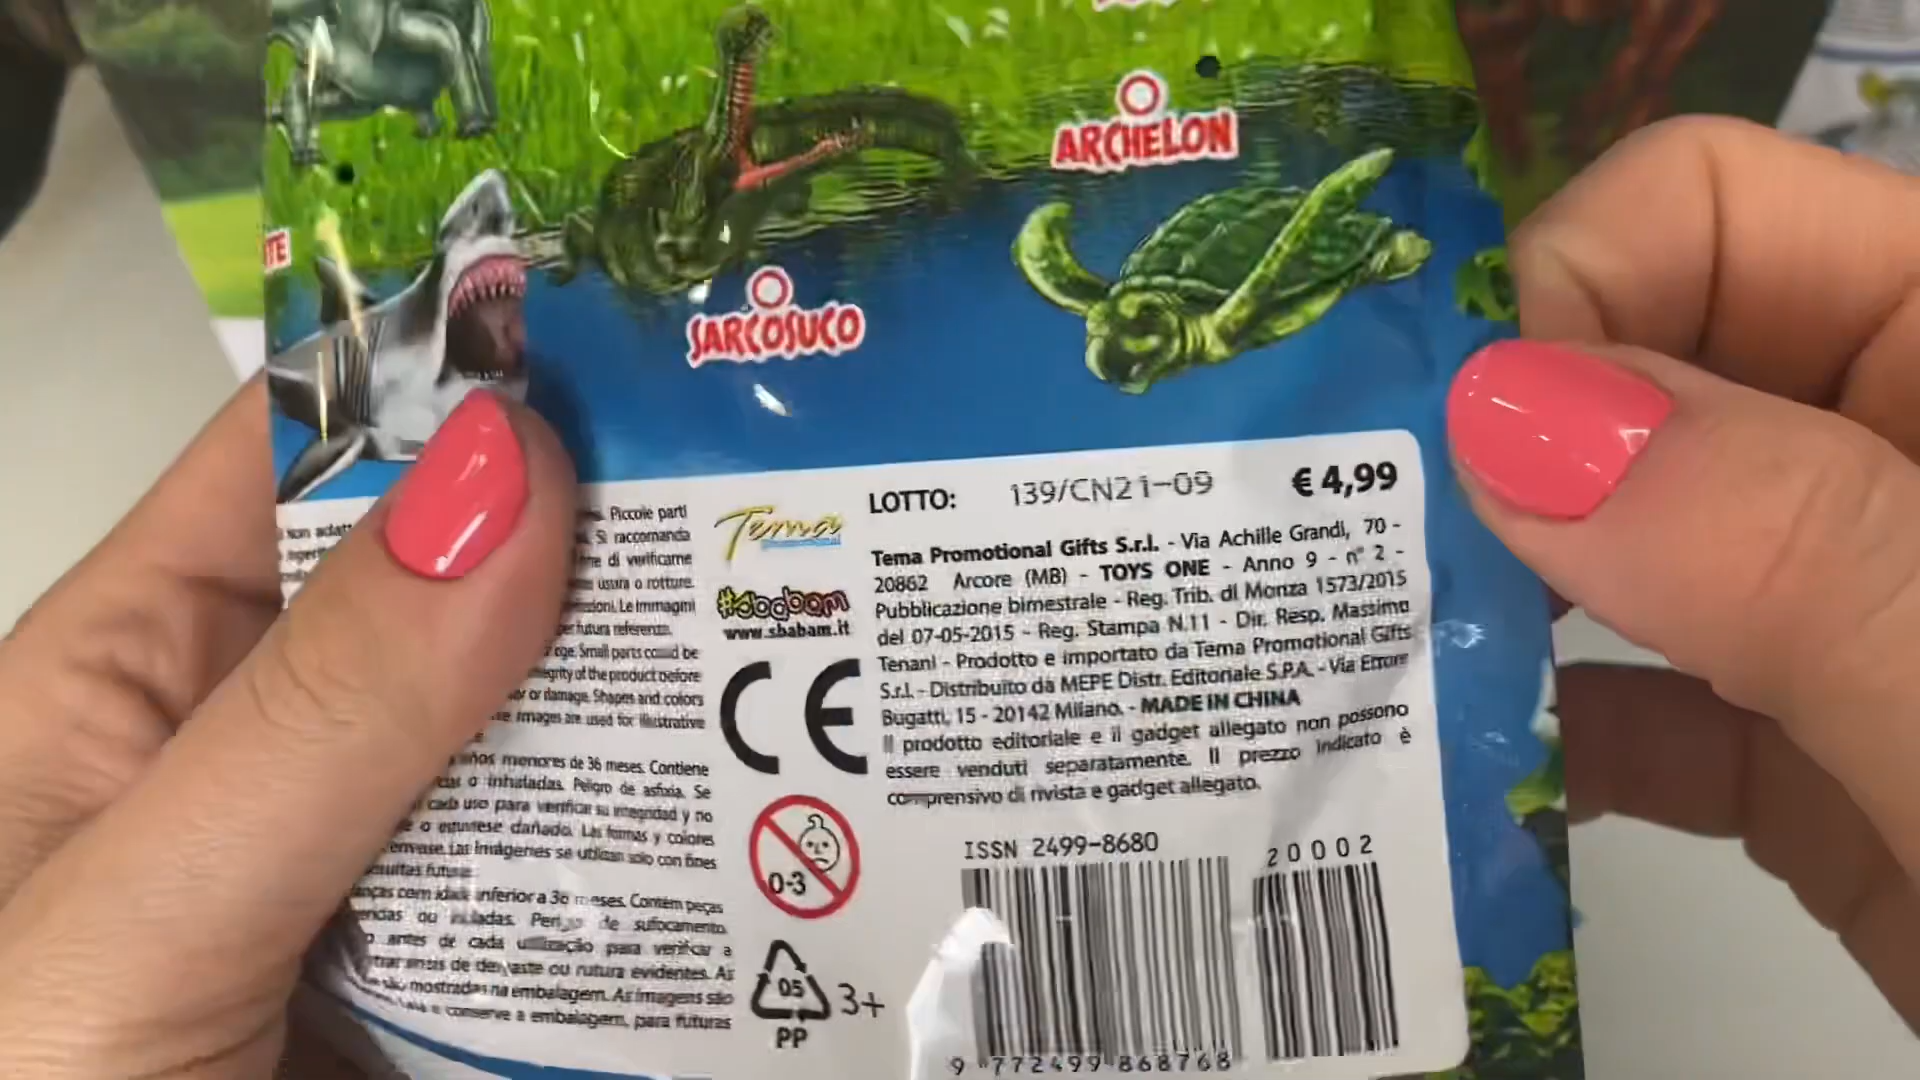 ARCHELON
SARCOSUCO
LOTTO: 139/CN21-09 € 4,99
Tema
#sbabam
www.sbabam.it
CE
0-3
05
PP
3+
Tema Promotional Gifts S.r.l. - Via Achille Grandi, 70 -
20862 Arcore (MB) - TOYS ONE - Anno 9 - n° 2 -
Pubblicazione bimestrale - Reg. Trib. di Monza 1573/2015
del 07-05-2015 - Reg. Stampa N.11 - Dir. Resp. Massimo
Tenani - Prodotto e importato da Tema Promotional Gifts
S.r.l. - Distribuito da MEPE Distr. Editoriale S.P.A. - Via Ettore
Bugatti, 15 - 20142 Milano. - MADE IN CHINA
Il prodotto editoriale e il gadget allegato non possono
essere venduti separatamente. Il prezzo indicato è
comprensivo di rivista e gadget allegato.
ISSN 2499-8680
20002
9 772499 868768
Piccole parti
Si raccomanda
di verificarne
usura o rotture.
Le immagini
per futura referenza.
Small parts could be
integrity of the product before
or damage. Shapes and colors
images are used for illustrative
menores de 36 meses. Contiene
o inhaladas. Peligro de asfixia. Se
cada uso para verificar su integridad y no
o estuviese dañado. Las formas y colores
envase. Las imágenes se utilizan solo con fines
futuras
com idade inferior a 36 meses. Contém peças
ou inaladas. Perigo de sufocamento.
antes de cada utilização para verificar a
de desgaste ou rutura evidentes. As
são mostradas na embalagem. As imagens são
e conserve a embalagem, para futuras